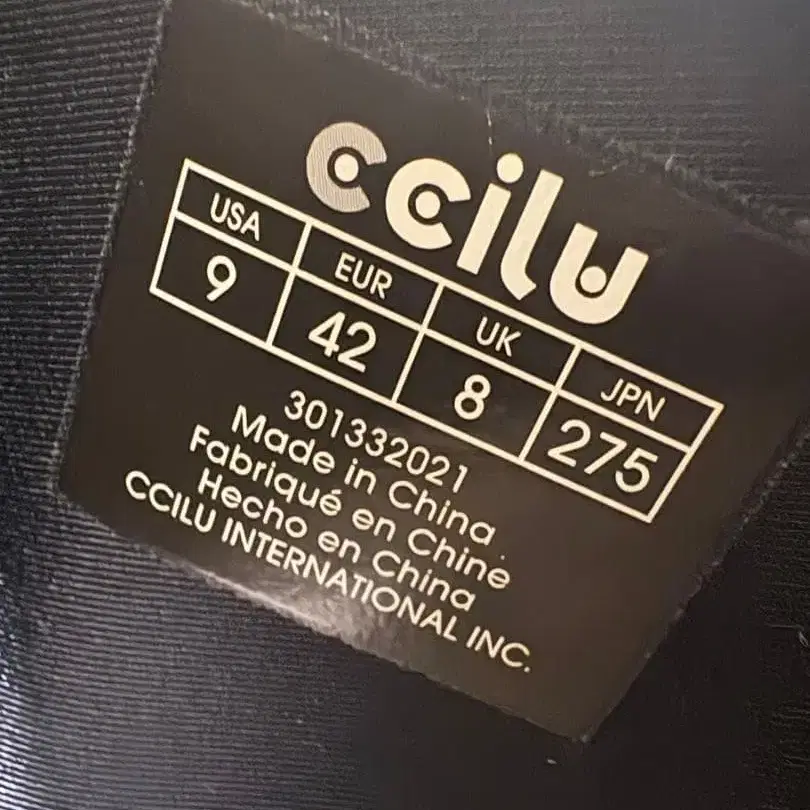 ccilu
USA EUR UK JPN
9 42 8 275
301332021
Made in China
Fabriqué en Chine
Hecho en China
CCILU INTERNATIONAL INC.